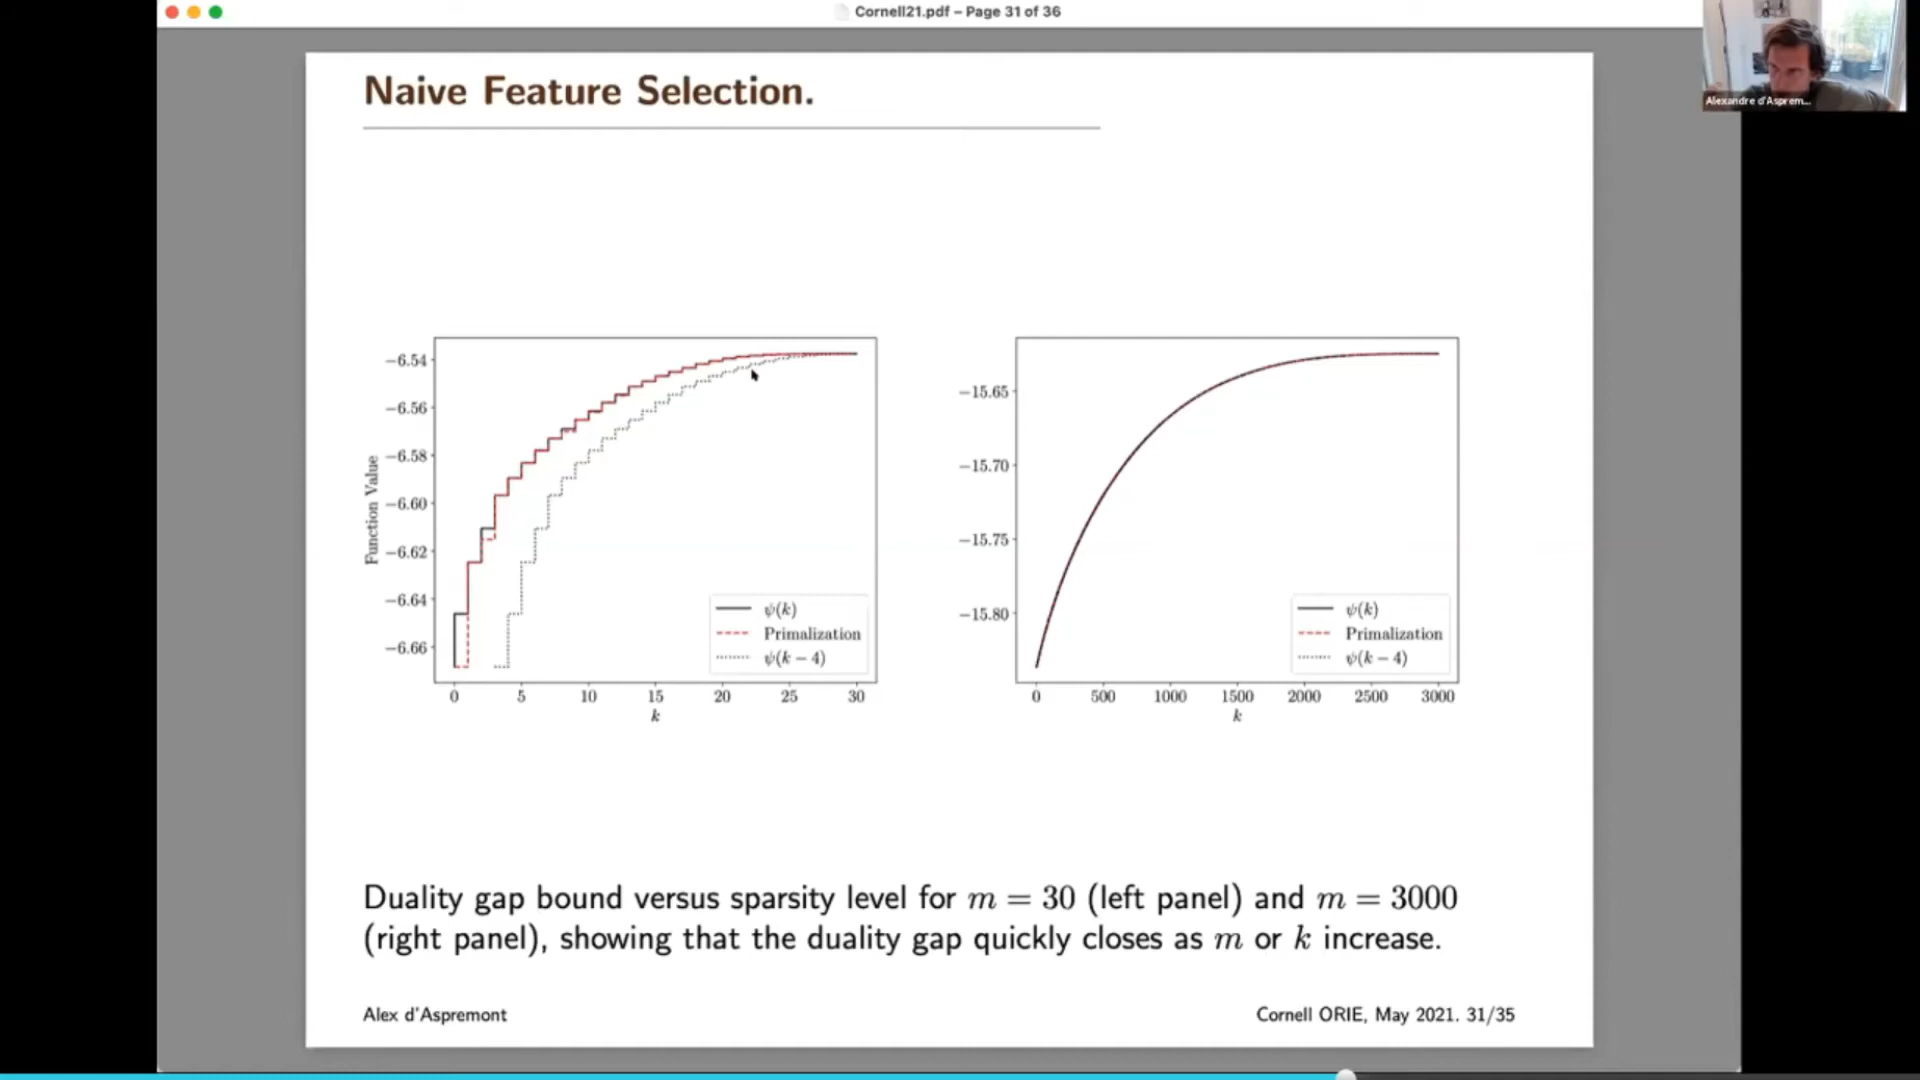 Cornell21.pdf – Page 31 of 36
Alexandre d'Asprem...
Naive Feature Selection.
Function Value
−6.54
−6.56
−6.58
−6.60
−6.62
−6.64
−6.66
0 5 10 15 20 25 30
k
ψ(k)
Primalization
ψ(k − 4)
−15.65
−15.70
−15.75
−15.80
0 500 1000 1500 2000 2500 3000
k
ψ(k)
Primalization
ψ(k − 4)
Duality gap bound versus sparsity level for m = 30 (left panel) and m = 3000
(right panel), showing that the duality gap quickly closes as m or k increase.
Alex d'Aspremont
Cornell ORIE, May 2021. 31/35